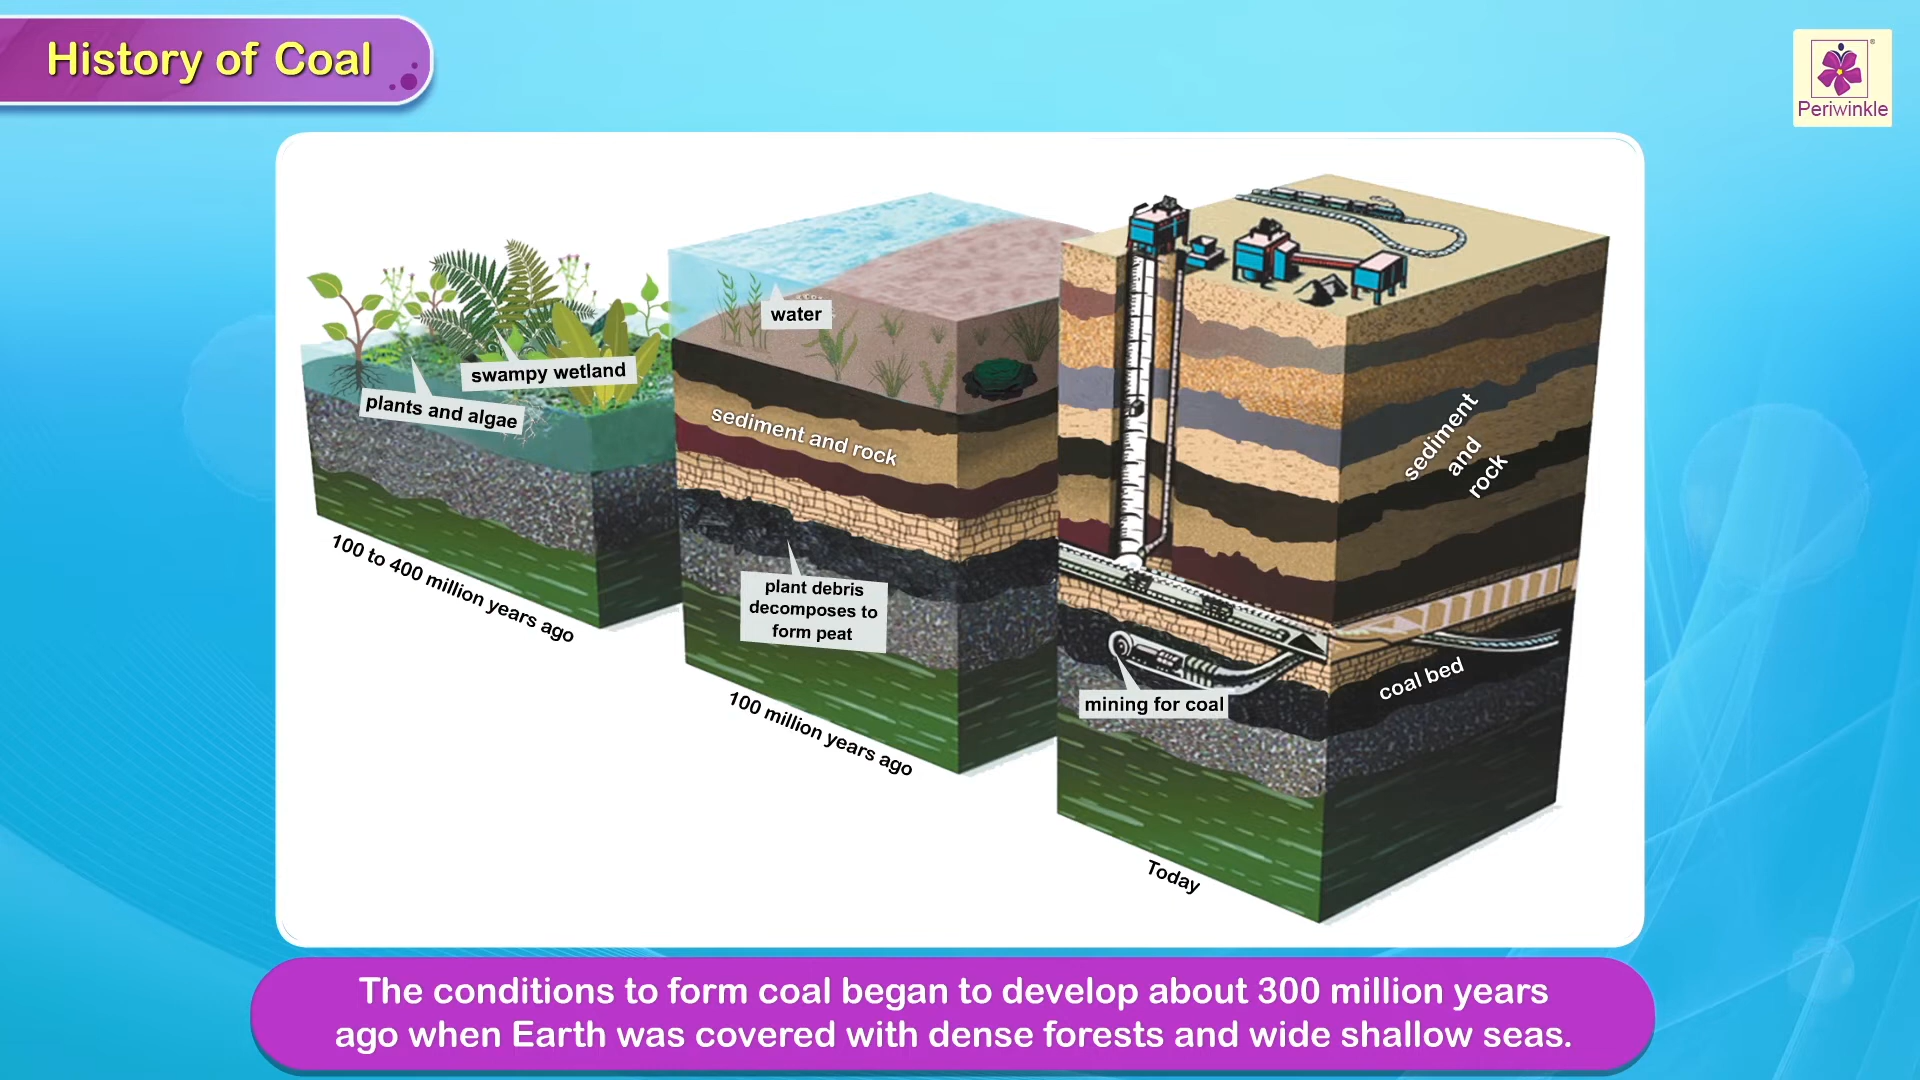 History of Coal
®
Periwinkle
water
swampy wetland
plants and algae
sediment and rock
sediment
and
rock
100 to 400 million years ago
plant debris
decomposes to
form peat
coal bed
mining for coal
100 million years ago
Today
The conditions to form coal began to develop about 300 million years
ago when Earth was covered with dense forests and wide shallow seas.